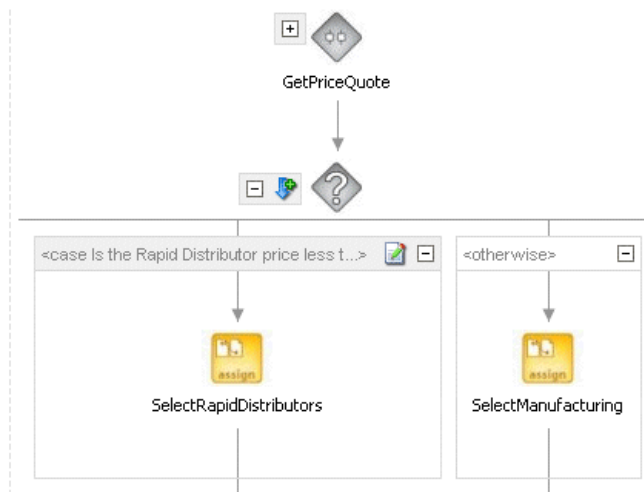 GetPriceQuote
<case Is the Rapid Distributor price less t...>
<otherwise>
assign
assign
SelectRapidDistributors
SelectManufacturing